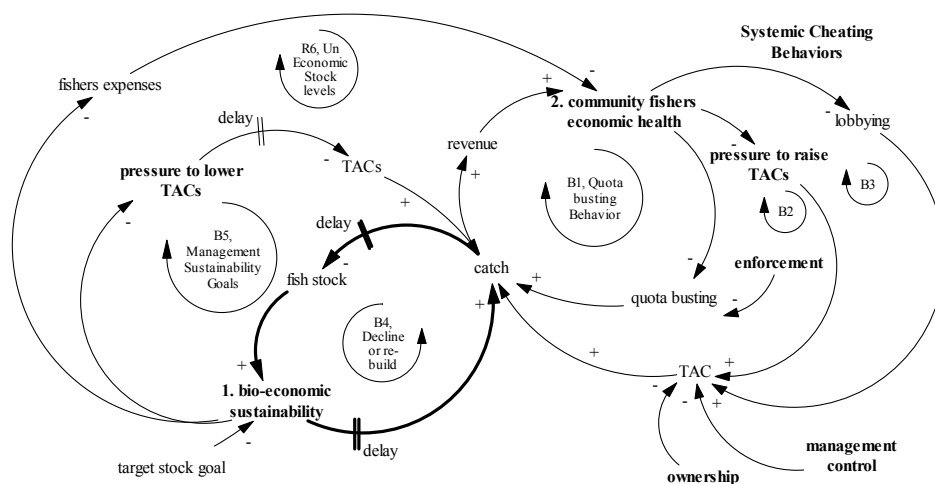 Systemic Cheating
Behaviors
R6, Un
Economic
Stock
levels
fishers expenses
-
-
+
2. community fishers
economic health
-
lobbying
delay
revenue
-
pressure to raise
TACs
-
TACs
pressure to lower
TACs
+
+
B1, Quota
busting
Behavior
B3
B2
-
delay
B5,
Management
Sustainability
Goals
-
fish stock
catch
-
enforcement
+
+
quota busting
-
B4,
Decline
or re-
build
+
+
+
TAC
1. bio-economic
sustainability
-
-
+
-
delay
target stock goal
management
control
ownership